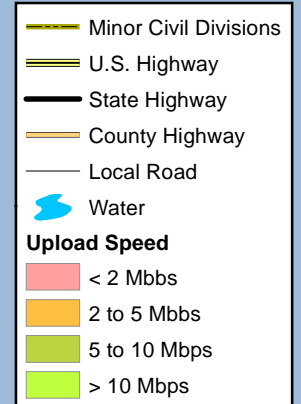 Minor Civil Divisions
U.S. Highway
State Highway
County Highway
Local Road
Water
Upload Speed
< 2 Mbbs
2 to 5 Mbbs
5 to 10 Mbps
> 10 Mbps